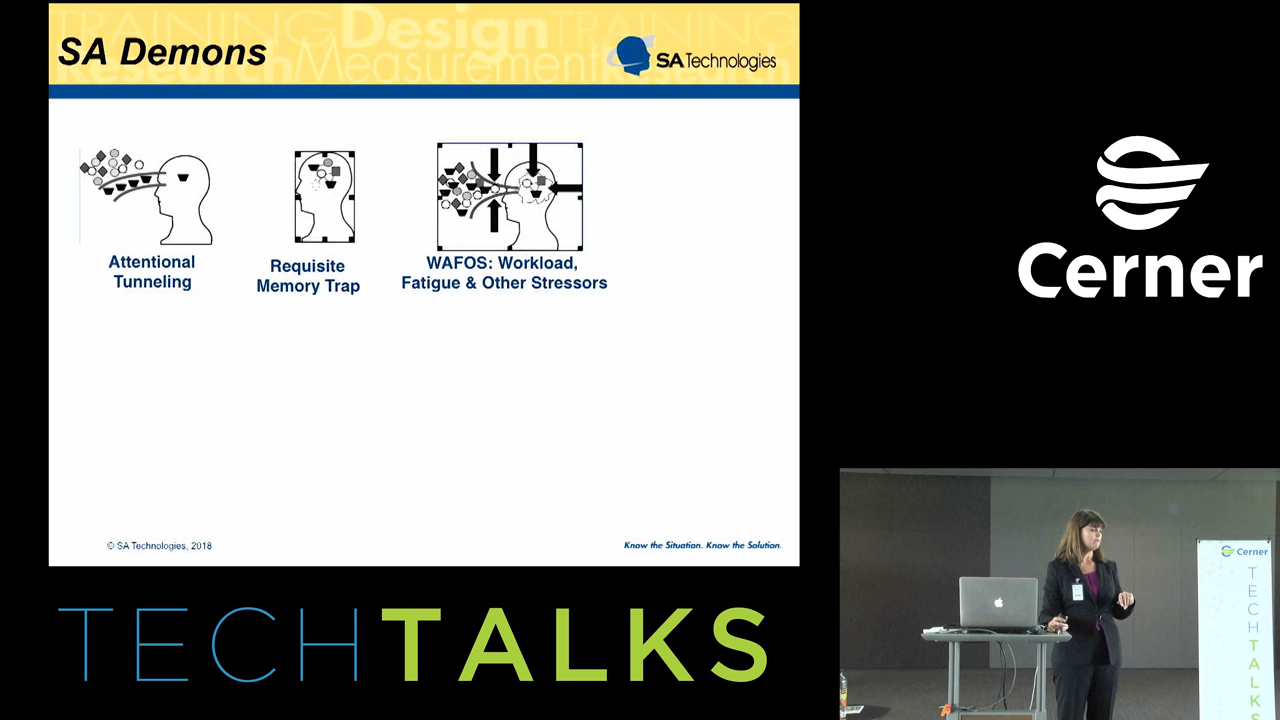 SA Demons
TRAINING Design TRAINING
Research Measurement Research
SA Technologies
Attentional
Tunneling
Requisite
Memory Trap
WAFOS: Workload,
Fatigue & Other Stressors
© SA Technologies, 2018
Know the Situation. Know the Solution.
Cerner
TECHTALKS
Cerner
TECHTALKS